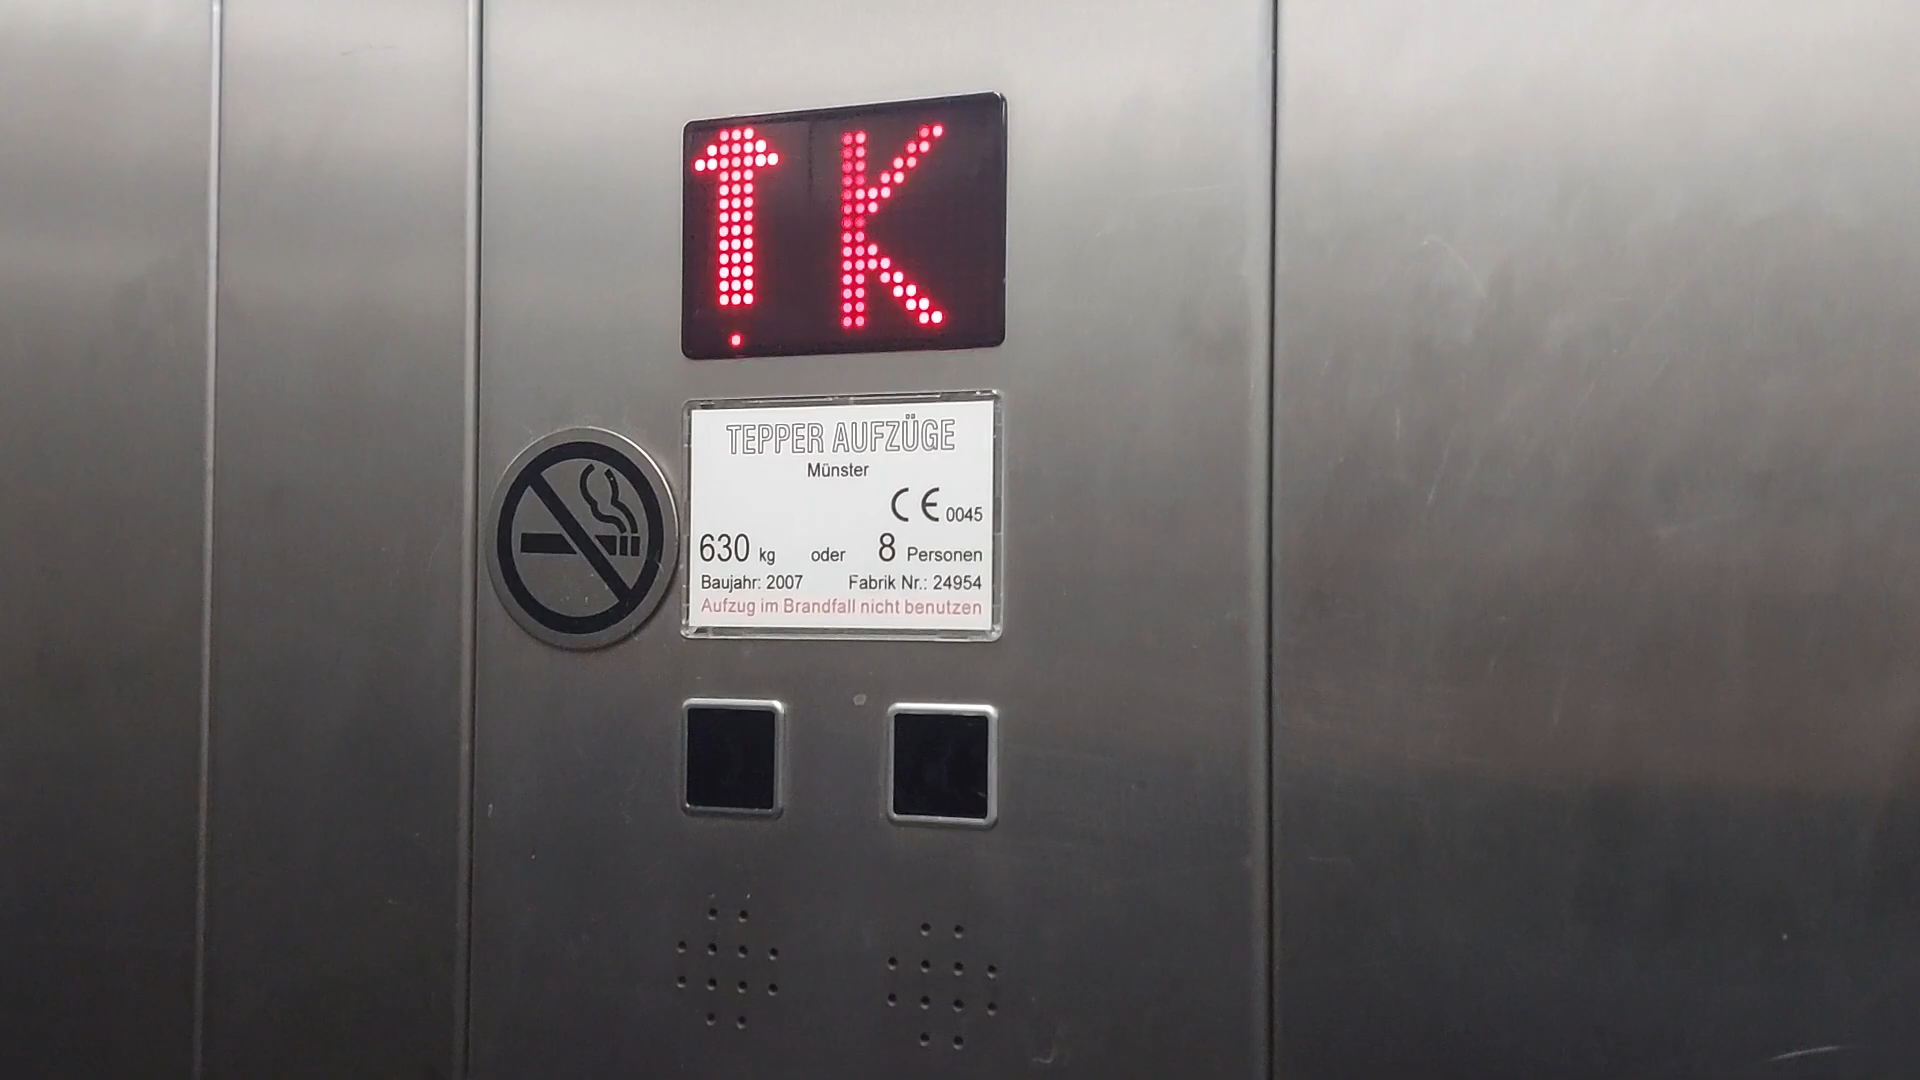 ↑ K
TEPPER AUFZÜGE
Münster
CE 0045
630 kg oder 8 Personen
Baujahr: 2007 Fabrik Nr.: 24954
Aufzug im Brandfall nicht benutzen